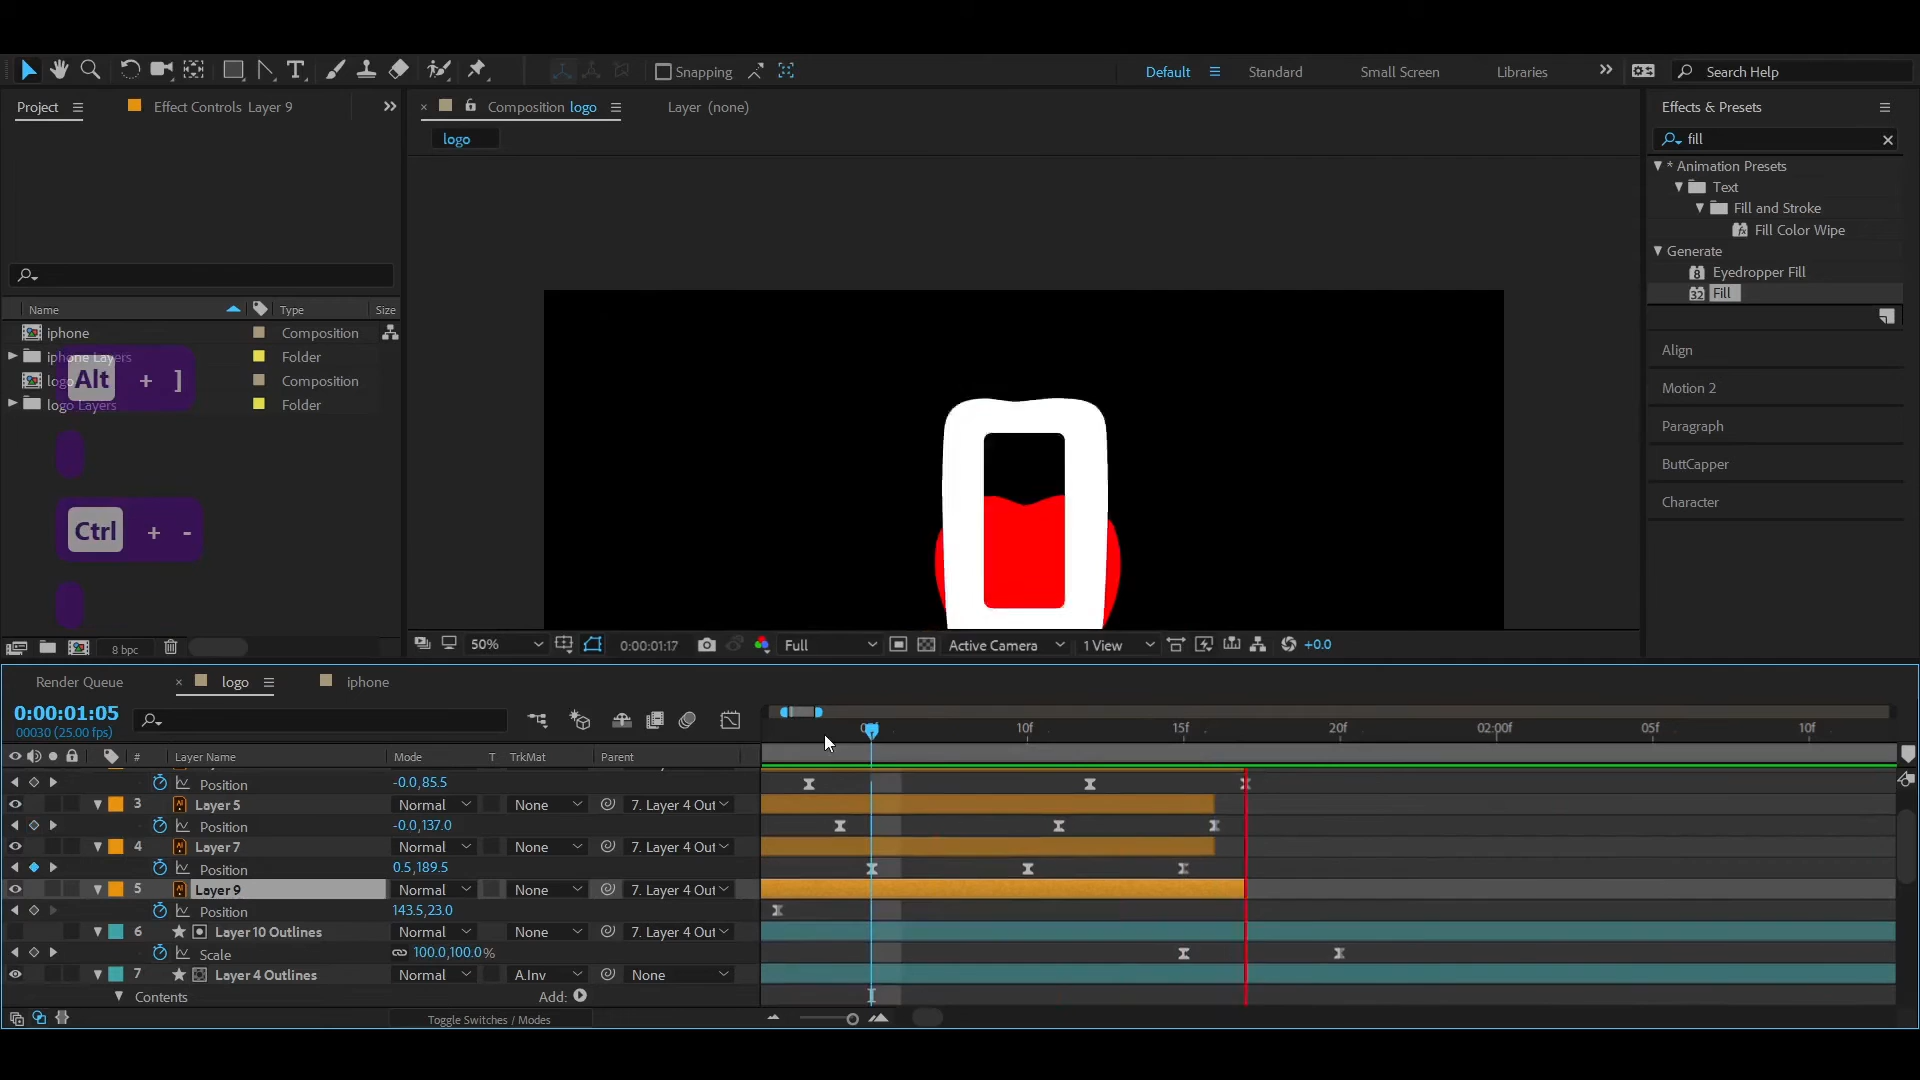 Snapping
Default
Standard
Small Screen
Libraries
Search Help
Project
Effect Controls Layer 9
Composition logo
Layer (none)
Effects & Presets
logo
fill
* Animation Presets
Text
Fill and Stroke
Fill Color Wipe
Generate
Eyedropper Fill
Fill
Align
Motion 2
Paragraph
ButtCapper
Character
Name
Type
Size
iphone
Composition
iphone Layers
Folder
logo
Composition
logo Layers
Folder
Alt + ]
Ctrl + -
8 bpc
50%
0:00:01:17
Full
Active Camera
1 View
+0.0
Render Queue
logo
iphone
0:00:01:05
00030 (25.00 fps)
10f
15f
20f
02:00f
05f
10f
# Layer Name
Mode
T TrkMat
Parent
Position
-0.0,85.5
3 Layer 5
Normal
None
7. Layer 4 Out
Position
-0.0,137.0
4 Layer 7
Normal
None
7. Layer 4 Out
Position
0.5,189.5
5 Layer 9
Normal
None
7. Layer 4 Out
Position
143.5,23.0
6 Layer 10 Outlines
Normal
None
7. Layer 4 Out
Scale
100.0,100.0%
7 Layer 4 Outlines
Normal
A.Inv
None
Contents
Add:
Toggle Switches / Modes